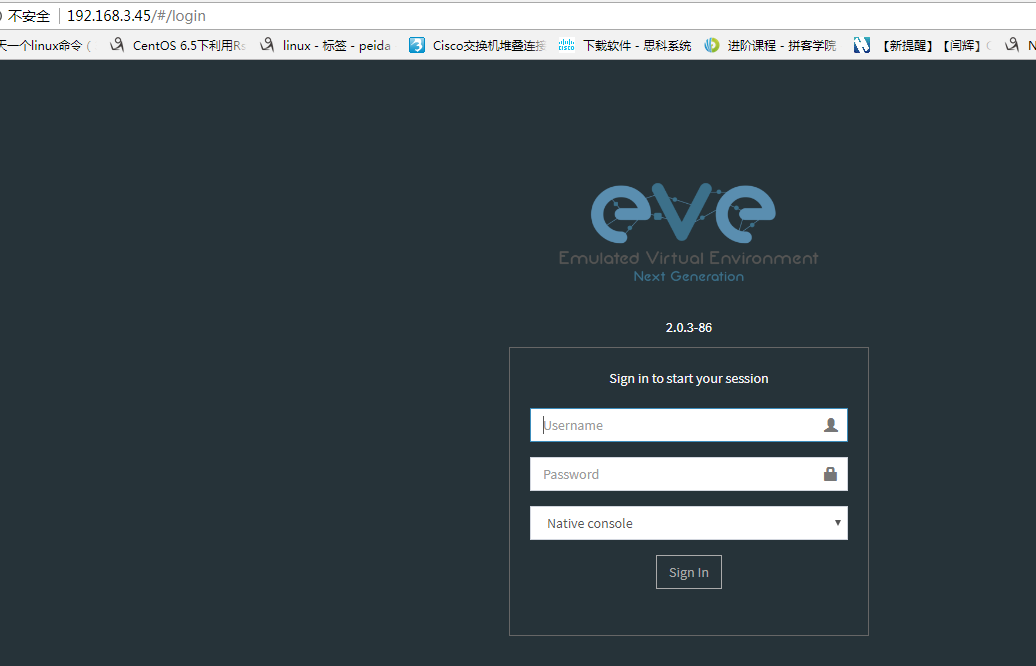 不安全 192.168.3.45/#/login
天一个linux命令 ( CentOS 6.5下利用Rs linux - 标签 - peida Cisco交换机堆叠连接 下载软件 - 思科系统 进阶课程 - 拼客学院 【新提醒】【闫辉】 N
eve
Emulated Virtual Environment
Next Generation
2.0.3-86
Sign in to start your session
Username
Password
Native console
Sign In